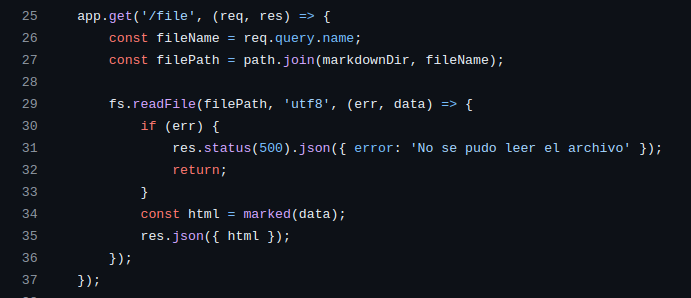 25 app.get('/file', (req, res) => {
26 const fileName = req.query.name;
27 const filePath = path.join(markdownDir, fileName);
28
29 fs.readFile(filePath, 'utf8', (err, data) => {
30 if (err) {
31 res.status(500).json({ error: 'No se pudo leer el archivo' });
32 return;
33 }
34 const html = marked(data);
35 res.json({ html });
36 });
37 });